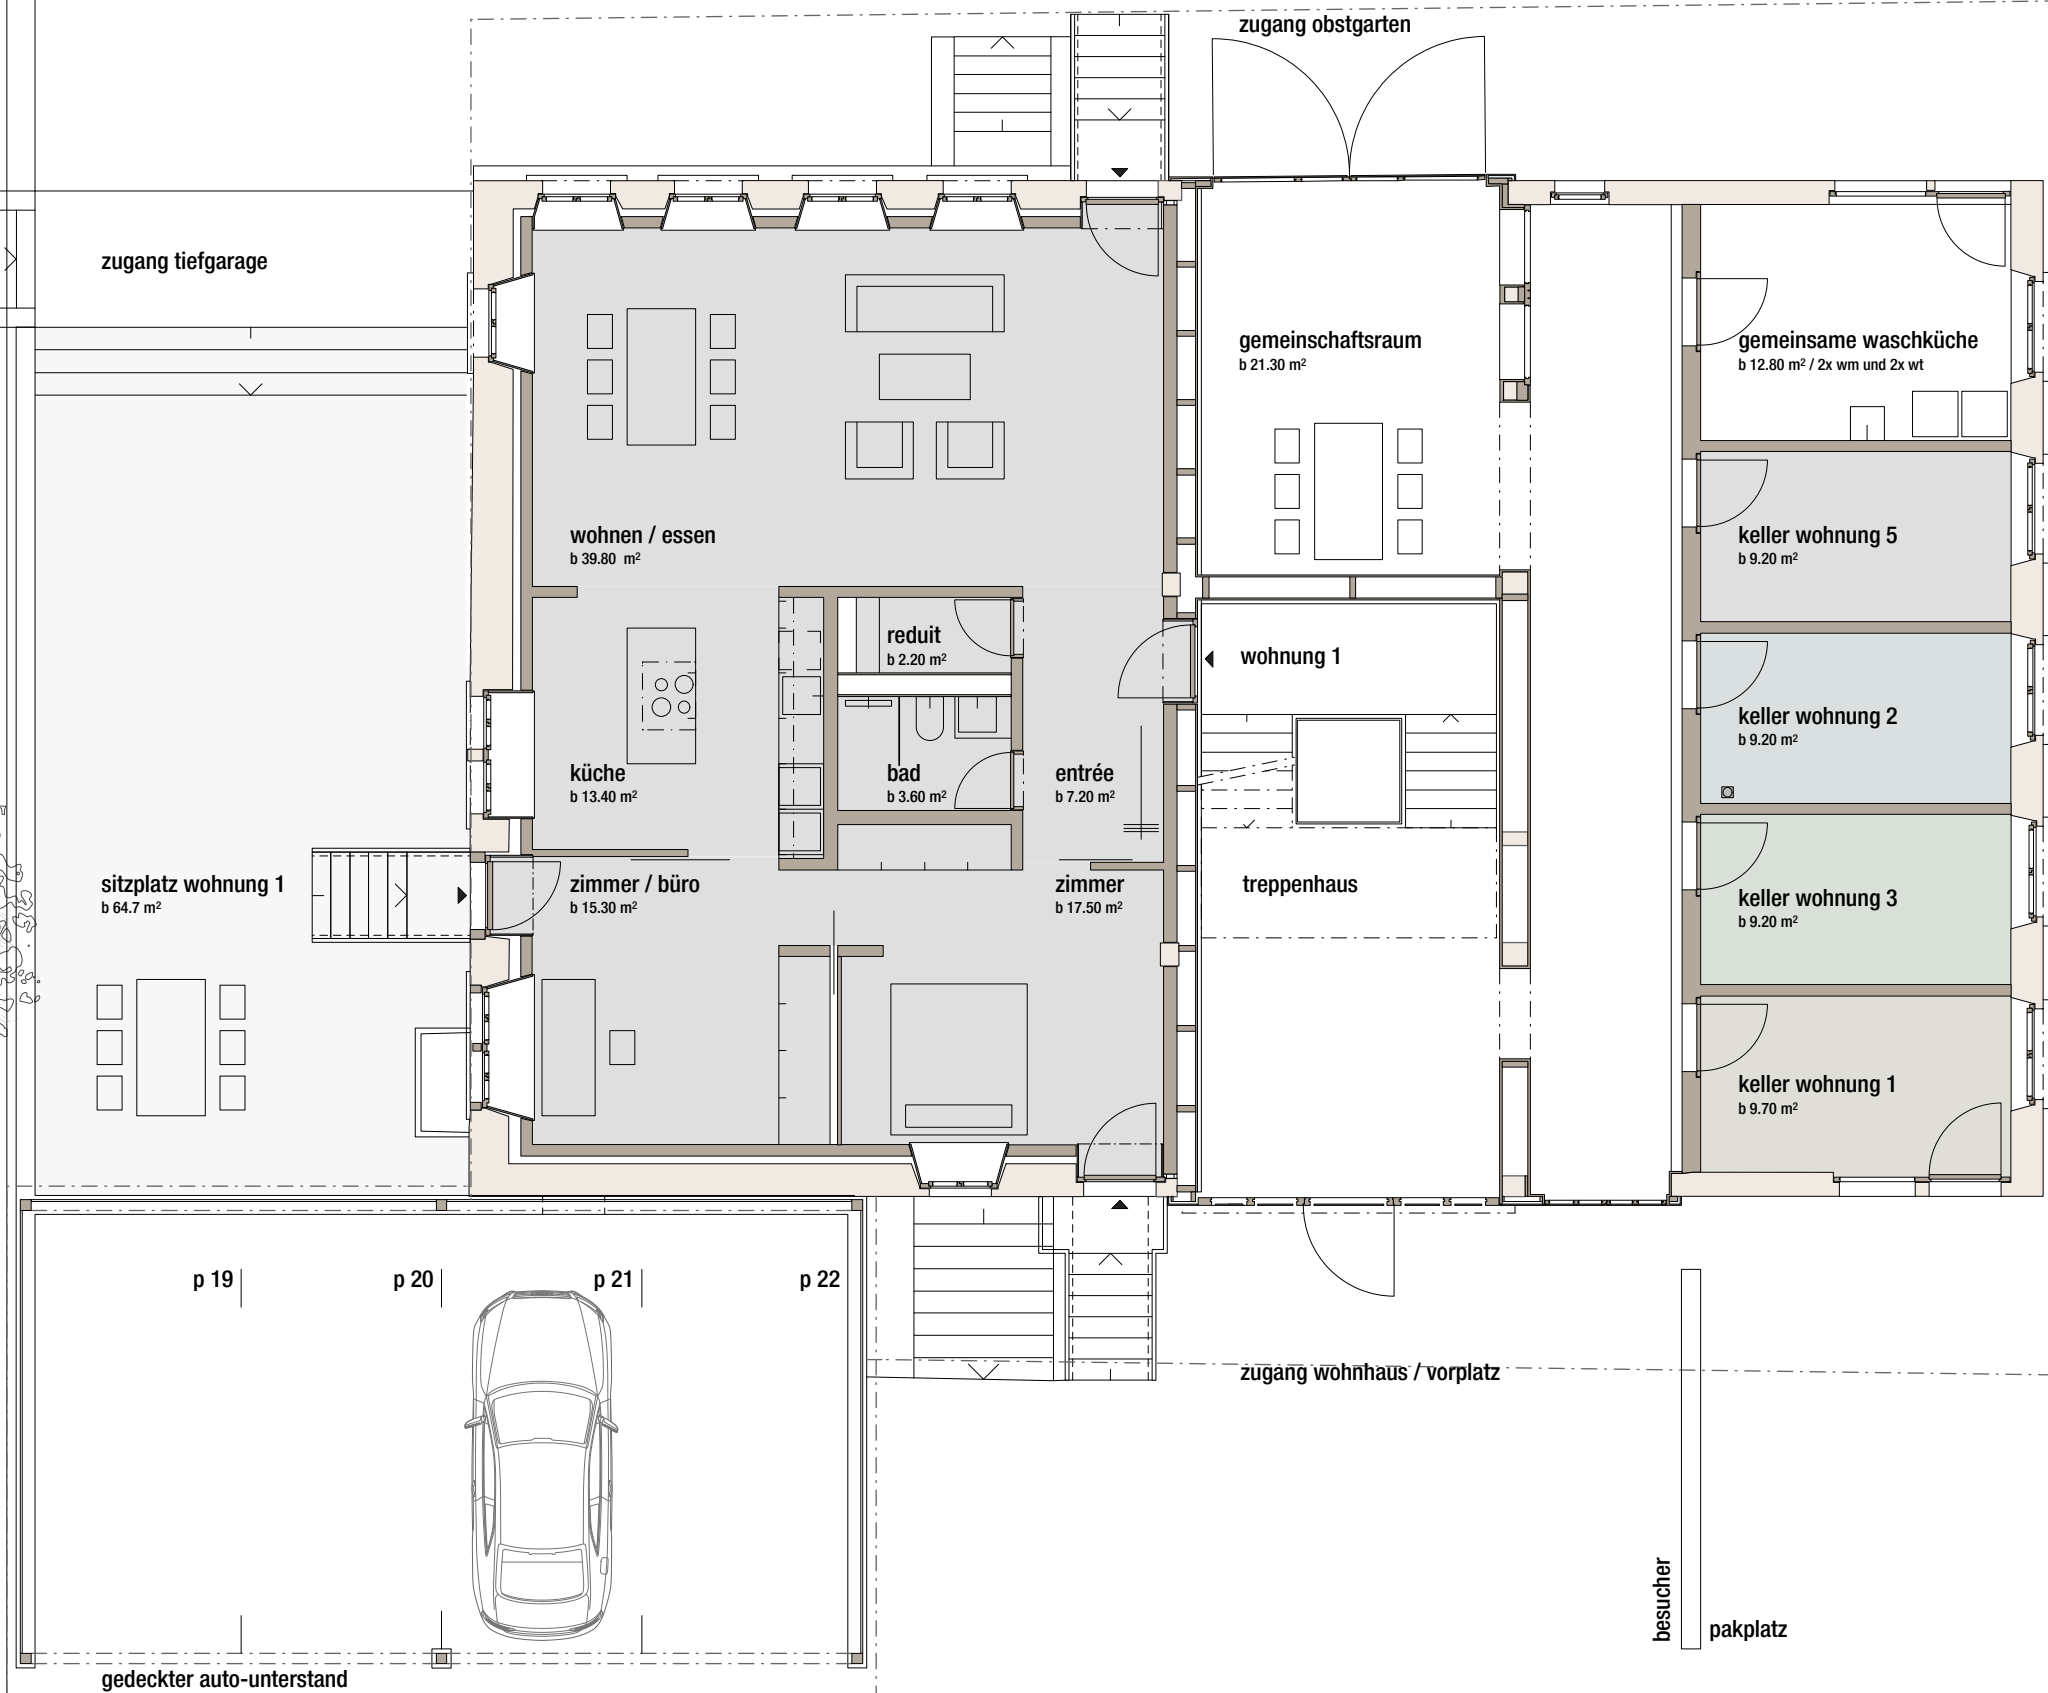 zugang obstgarten
zugang tiefgarage
gemeinschaftsraum
b 21.30 m²
gemeinsame waschküche
b 12.80 m² / 2x wm und 2x wt
wohnen / essen
b 39.80 m²
keller wohnung 5
b 9.20 m²
reduit
b 2.20 m²
wohnung 1
keller wohnung 2
b 9.20 m²
küche
b 13.40 m²
bad
b 3.60 m²
entrée
b 7.20 m²
sitzplatz wohnung 1
b 64.7 m²
zimmer / büro
b 15.30 m²
zimmer
b 17.50 m²
treppenhaus
keller wohnung 3
b 9.20 m²
keller wohnung 1
b 9.70 m²
p 19
p 20
p 21
p 22
zugang wohnhaus / vorplatz
besucher
pakplatz
gedeckter auto-unterstand